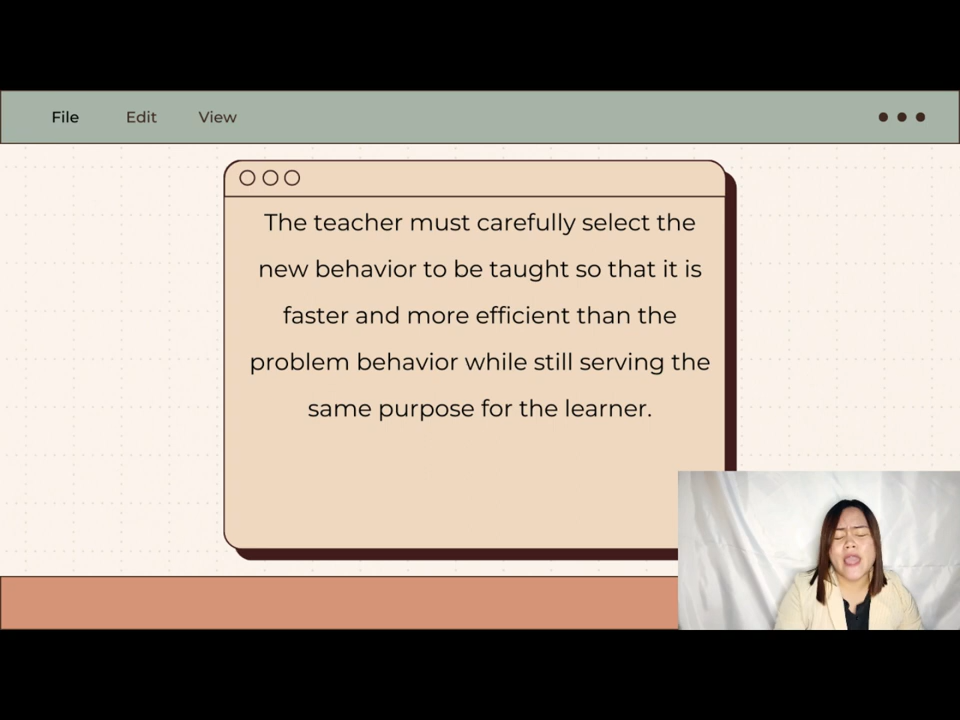 File Edit View
The teacher must carefully select the
new behavior to be taught so that it is
faster and more efficient than the
problem behavior while still serving the
same purpose for the learner.